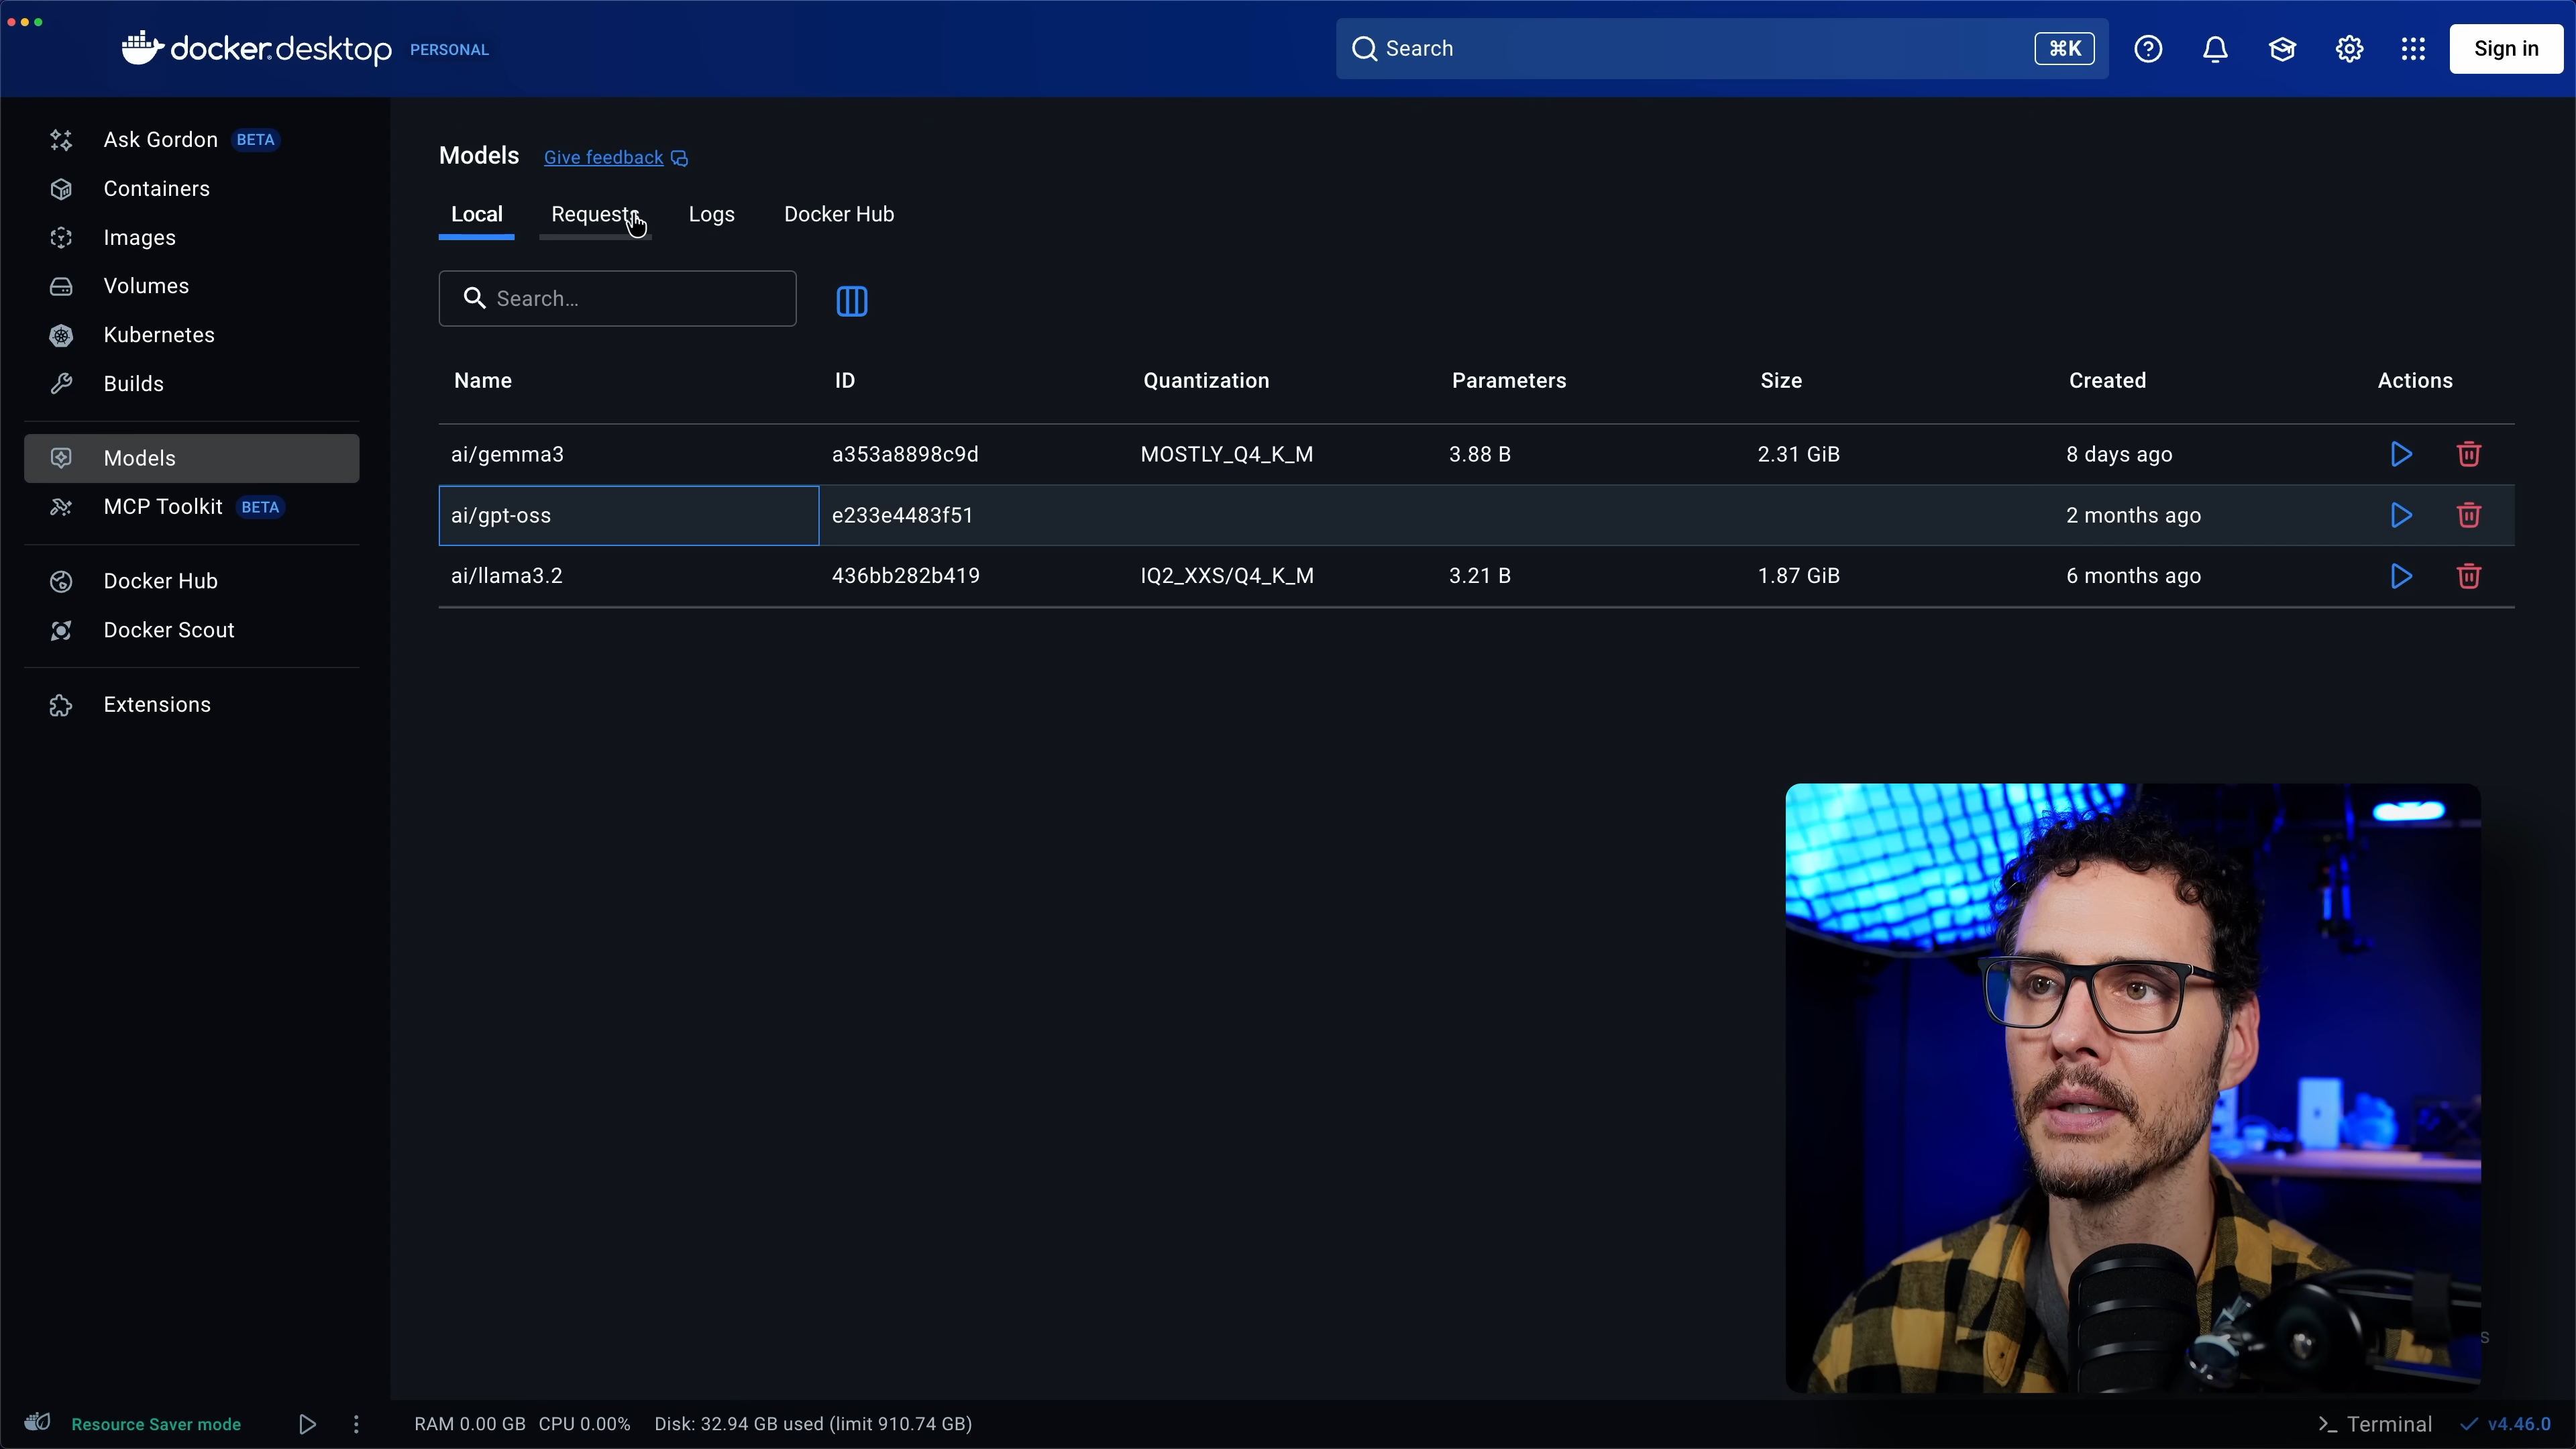 docker.desktop PERSONAL
Search ⌘K
Sign in
Ask Gordon BETA
Containers
Images
Volumes
Kubernetes
Builds
Models
MCP Toolkit BETA
Docker Hub
Docker Scout
Extensions
Models Give feedback
Local Requests Logs Docker Hub
Search...
Name ID Quantization Parameters Size Created Actions
ai/gemma3 a353a8898c9d MOSTLY_Q4_K_M 3.88 B 2.31 GiB 8 days ago
ai/gpt-oss e233e4483f51 2 months ago
ai/llama3.2 436bb282b419 IQ2_XXS/Q4_K_M 3.21 B 1.87 GiB 6 months ago
Resource Saver mode RAM 0.00 GB CPU 0.00% Disk: 32.94 GB used (limit 910.74 GB) >_ Terminal v4.46.0